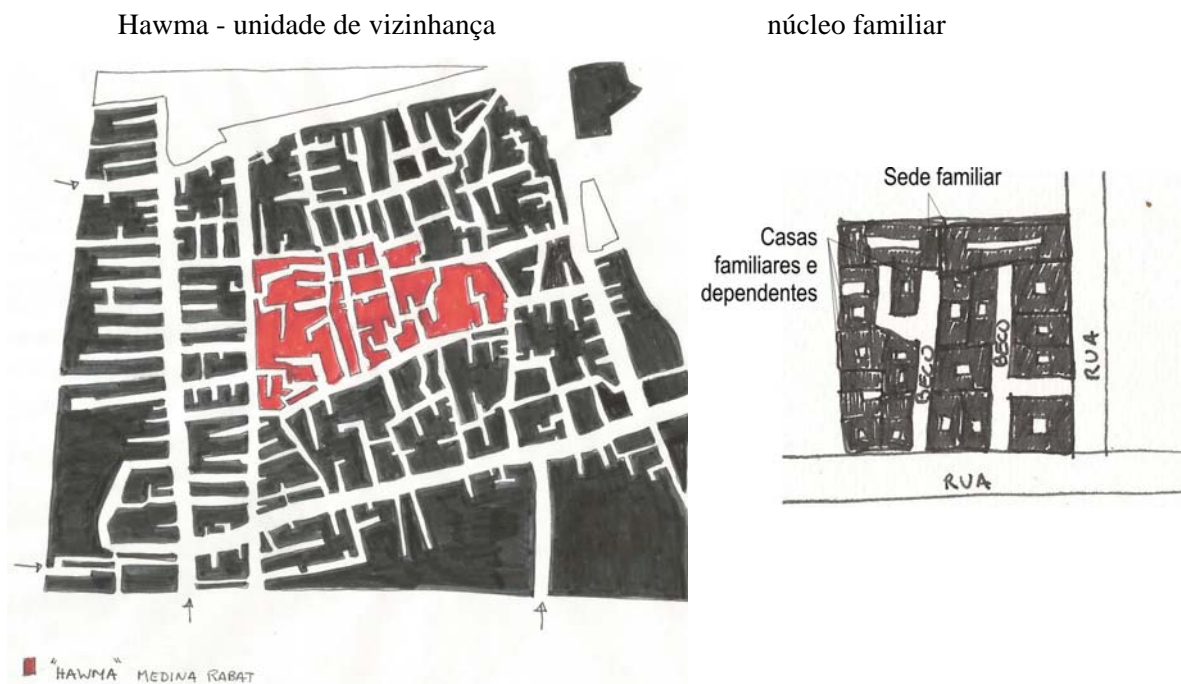 Hawma - unidade de vizinhança
núcleo familiar
"HAWMA" MEDINA RABAT
Sede familiar
Casas
familiares e
dependentes
BECO
BECO
RUA
RUA